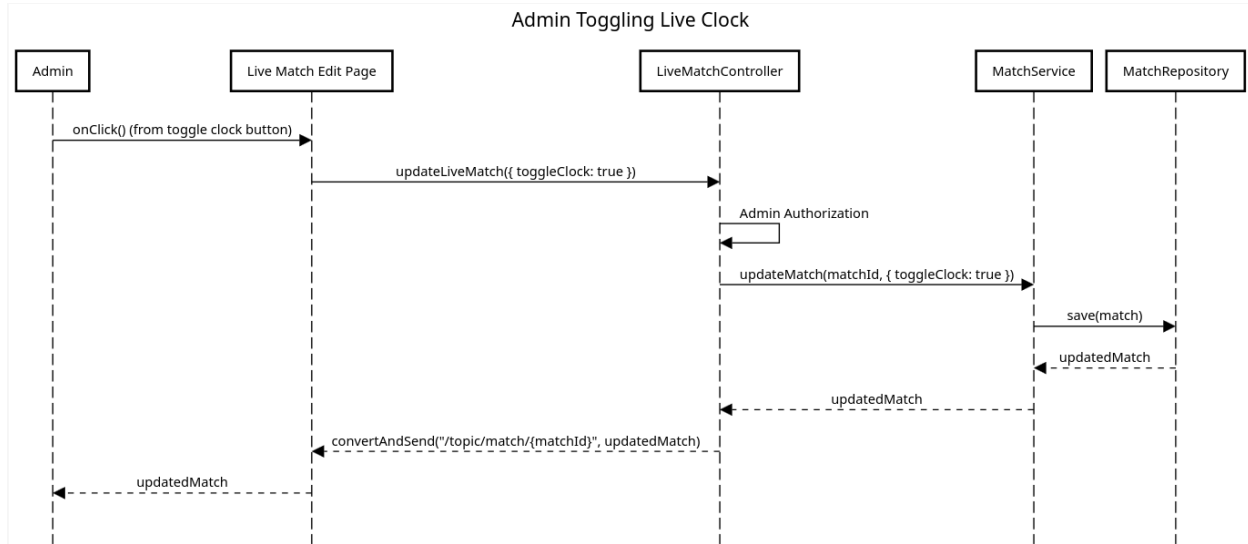 Admin Toggling Live Clock
Admin
Live Match Edit Page
LiveMatchController
MatchService
MatchRepository
onClick() (from toggle clock button)
updateLiveMatch({ toggleClock: true })
Admin Authorization
updateMatch(matchId, { toggleClock: true })
save(match)
updatedMatch
updatedMatch
convertAndSend("/topic/match/{matchId}", updatedMatch)
updatedMatch